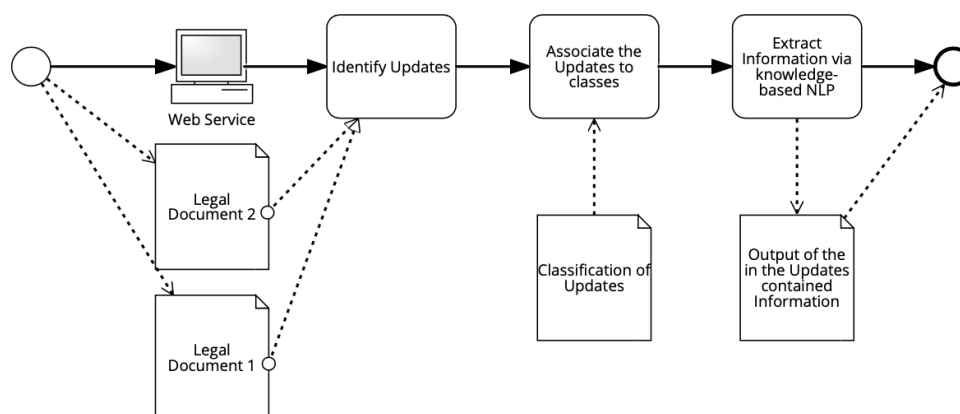 Web Service
Identify Updates
Associate the
Updates to
classes
Extract
Information via
knowledge-
based NLP
Legal
Document 2
Legal
Document 1
Classification of
Updates
Output of the
in the Updates
contained
Information